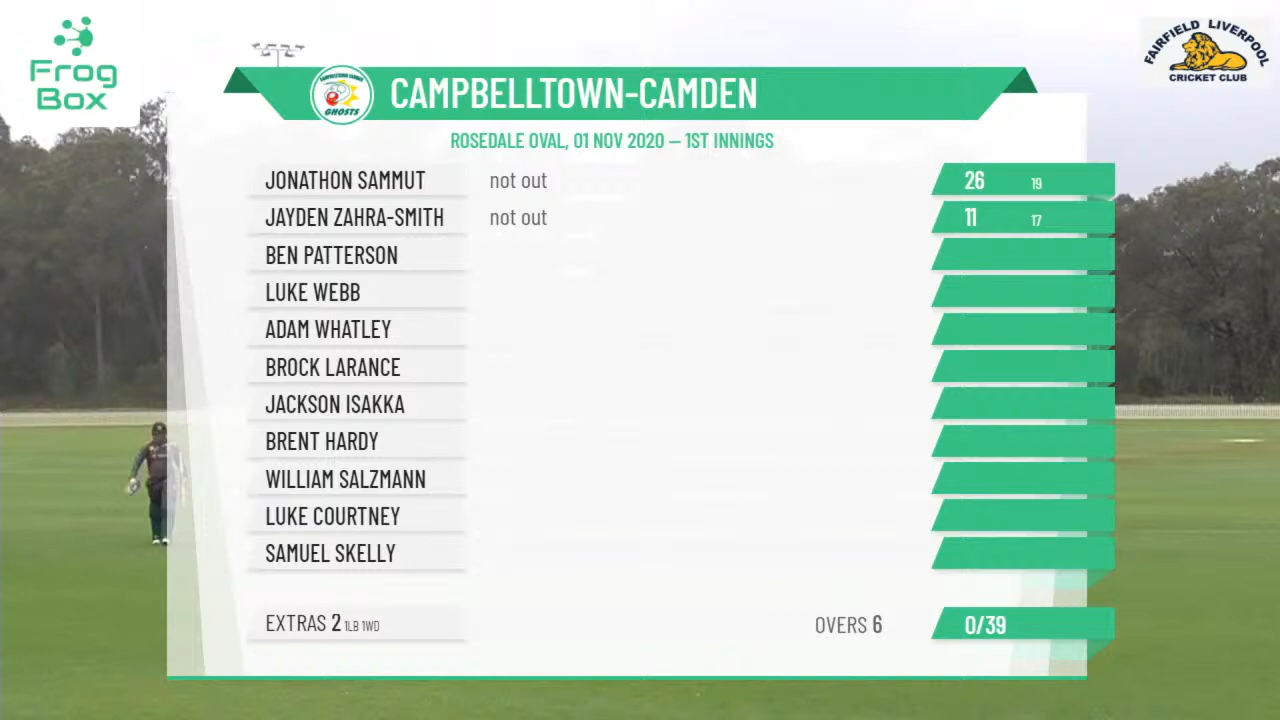 Frog
Box
FAIRFIELD LIVERPOOL
CRICKET CLUB
CAMPBELLTOWN CAMDEN
GHOSTS
CAMPBELLTOWN-CAMDEN
ROSEDALE OVAL, 01 NOV 2020 – 1ST INNINGS
JONATHON SAMMUT not out 26 19
JAYDEN ZAHRA-SMITH not out 11 17
BEN PATTERSON
LUKE WEBB
ADAM WHATLEY
BROCK LARANCE
JACKSON ISAKKA
BRENT HARDY
WILLIAM SALZMANN
LUKE COURTNEY
SAMUEL SKELLY
EXTRAS 2 1LB 1WD OVERS 6 0/39